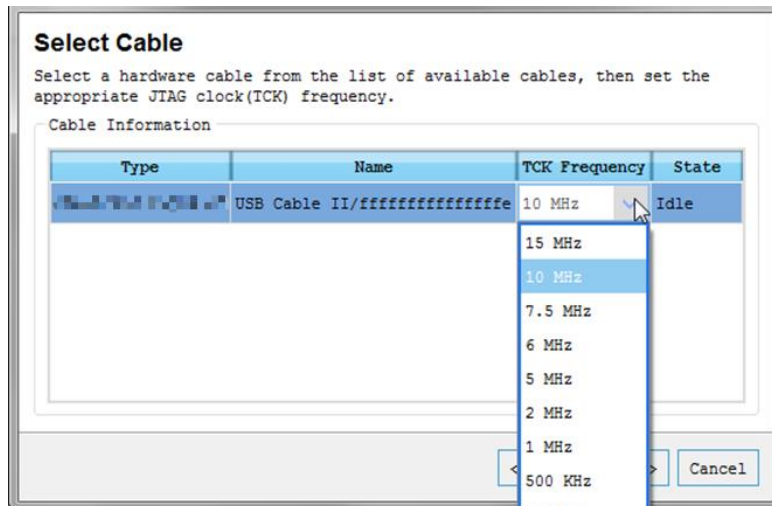 Select Cable
Select a hardware cable from the list of available cables, then set the
appropriate JTAG clock(TCK) frequency.
Cable Information
Type Name TCK Frequency State
USB Cable II/fffffffffffffffe 10 MHz Idle
15 MHz
10 MHz
7.5 MHz
6 MHz
5 MHz
2 MHz
1 MHz
< > Cancel
500 KHz